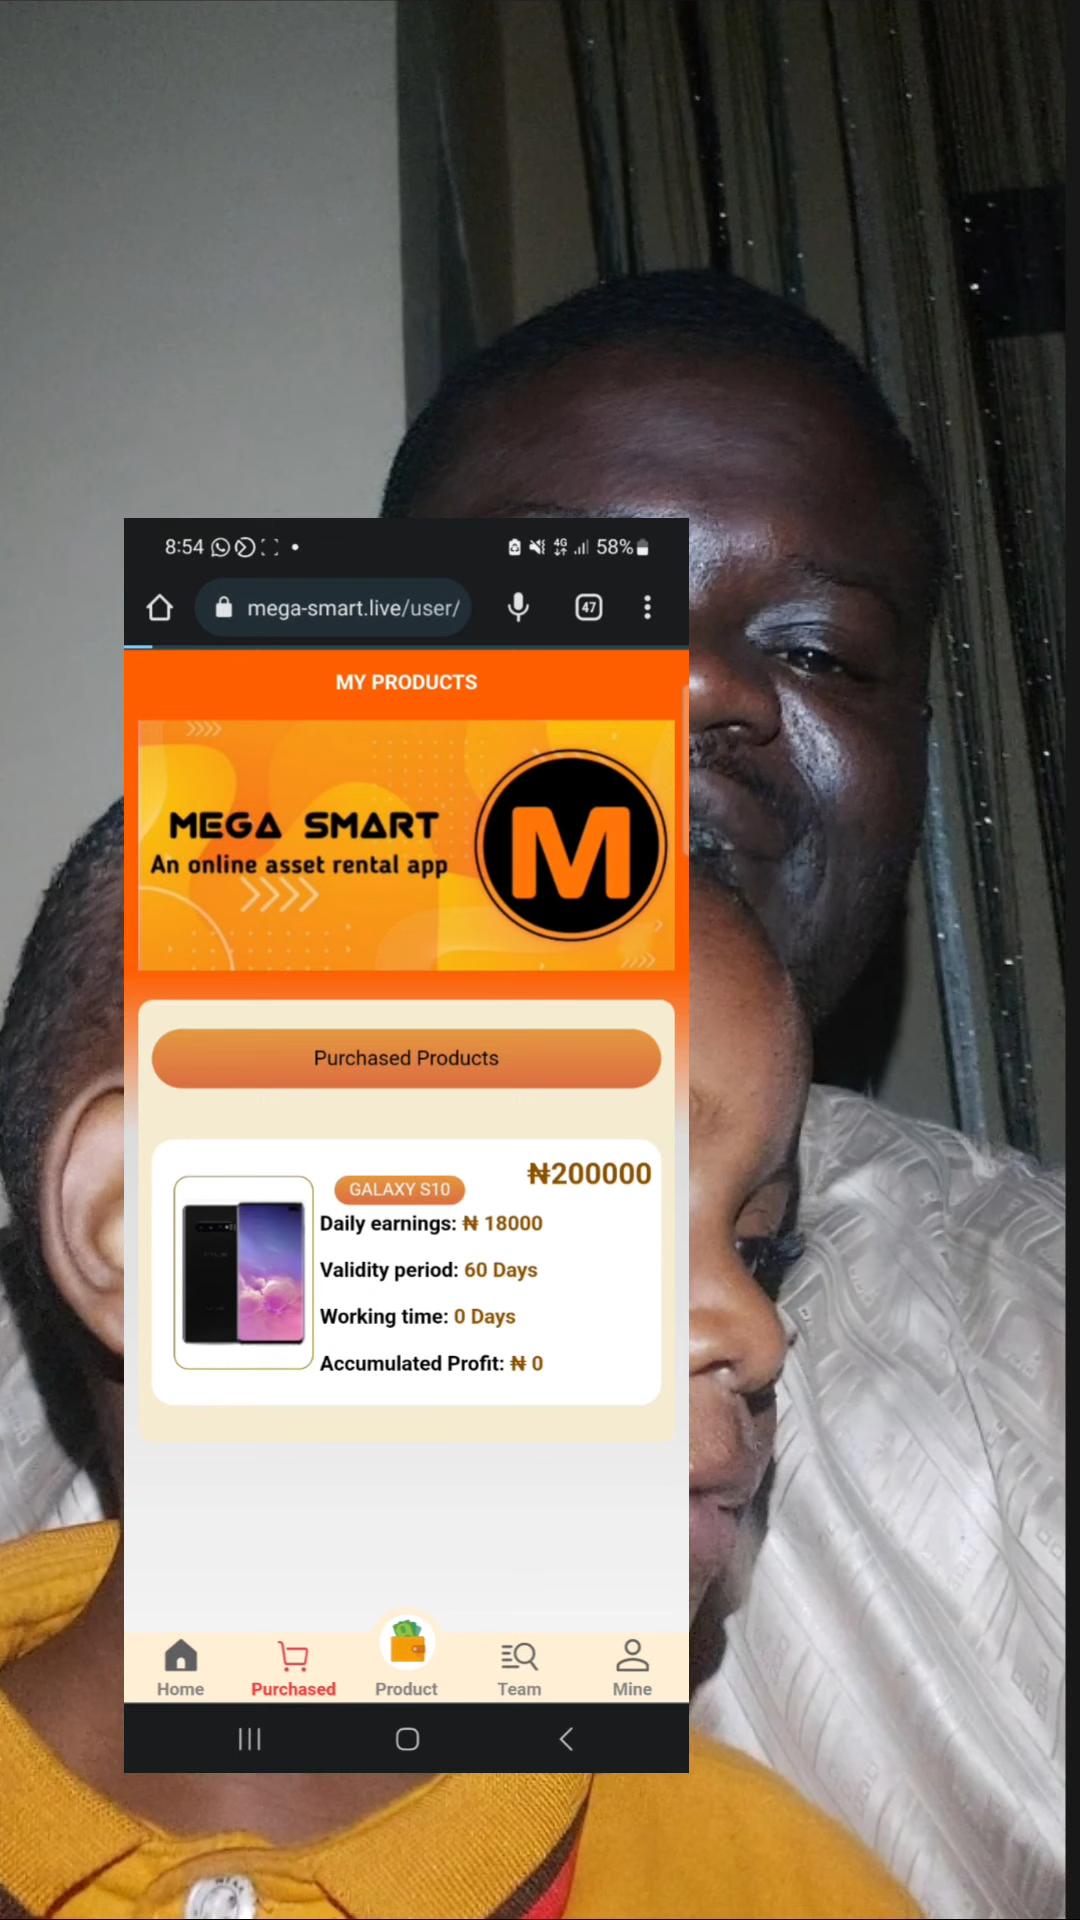 8:54 4G 58%
mega-smart.live/user/ 47
MY PRODUCTS
MEGA SMART
An online asset rental app
M
Purchased Products
₦200000
GALAXY S10
Daily earnings: ₦ 18000
Validity period: 60 Days
Working time: 0 Days
Accumulated Profit: ₦ 0
Home Purchased Product Team Mine